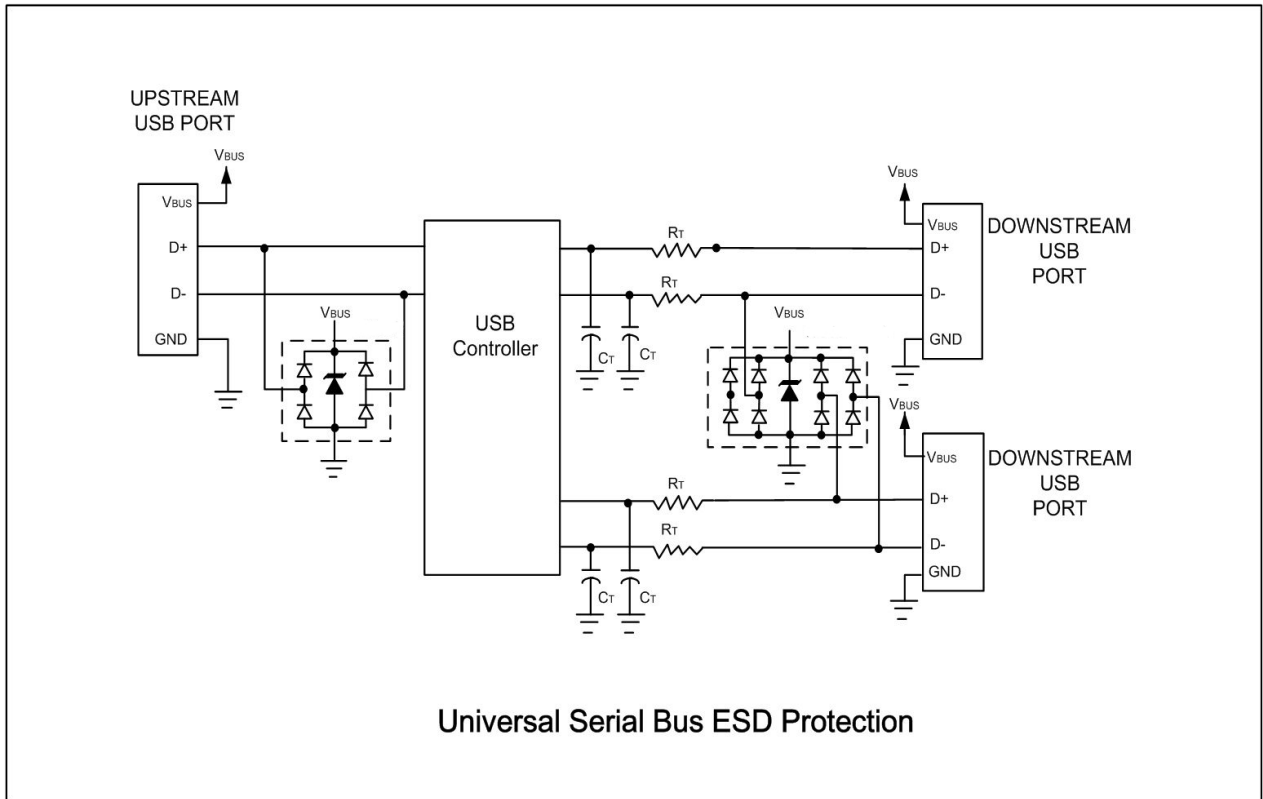 UPSTREAM
USB PORT
VBUS
VBUS
D+
D-
GND
VBUS
USB
Controller
RT
RT
CT
CT
VBUS
VBUS
D+
D-
GND
DOWNSTREAM
USB
PORT
VBUS
VBUS
VBUS
D+
D-
GND
DOWNSTREAM
USB
PORT
RT
RT
CT
CT
Universal Serial Bus ESD Protection